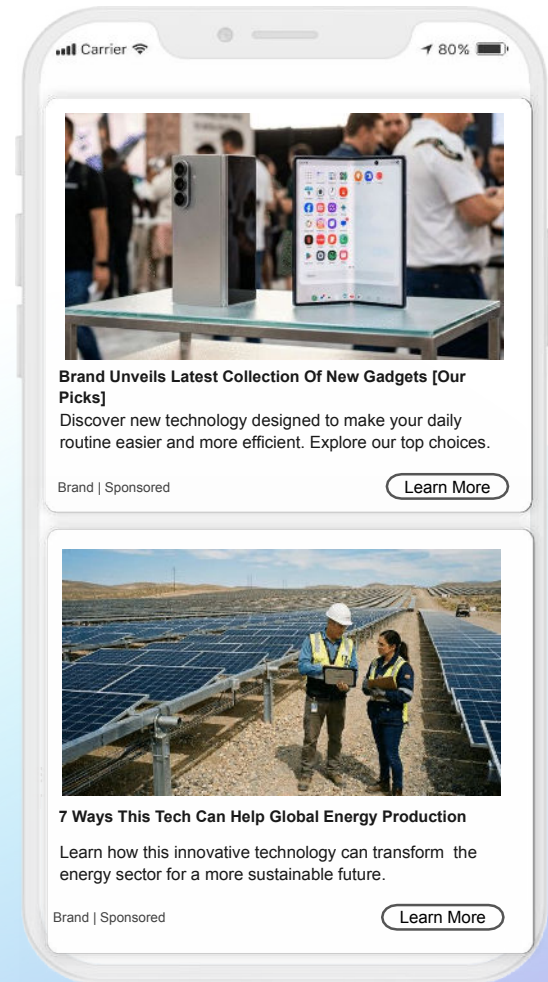 Carrier
80%
Brand Unveils Latest Collection Of New Gadgets [Our
Picks]
Discover new technology designed to make your daily
routine easier and more efficient. Explore our top choices.
Brand | Sponsored
Learn More
7 Ways This Tech Can Help Global Energy Production
Learn how this innovative technology can transform  the
energy sector for a more sustainable future.
Brand | Sponsored
Learn More